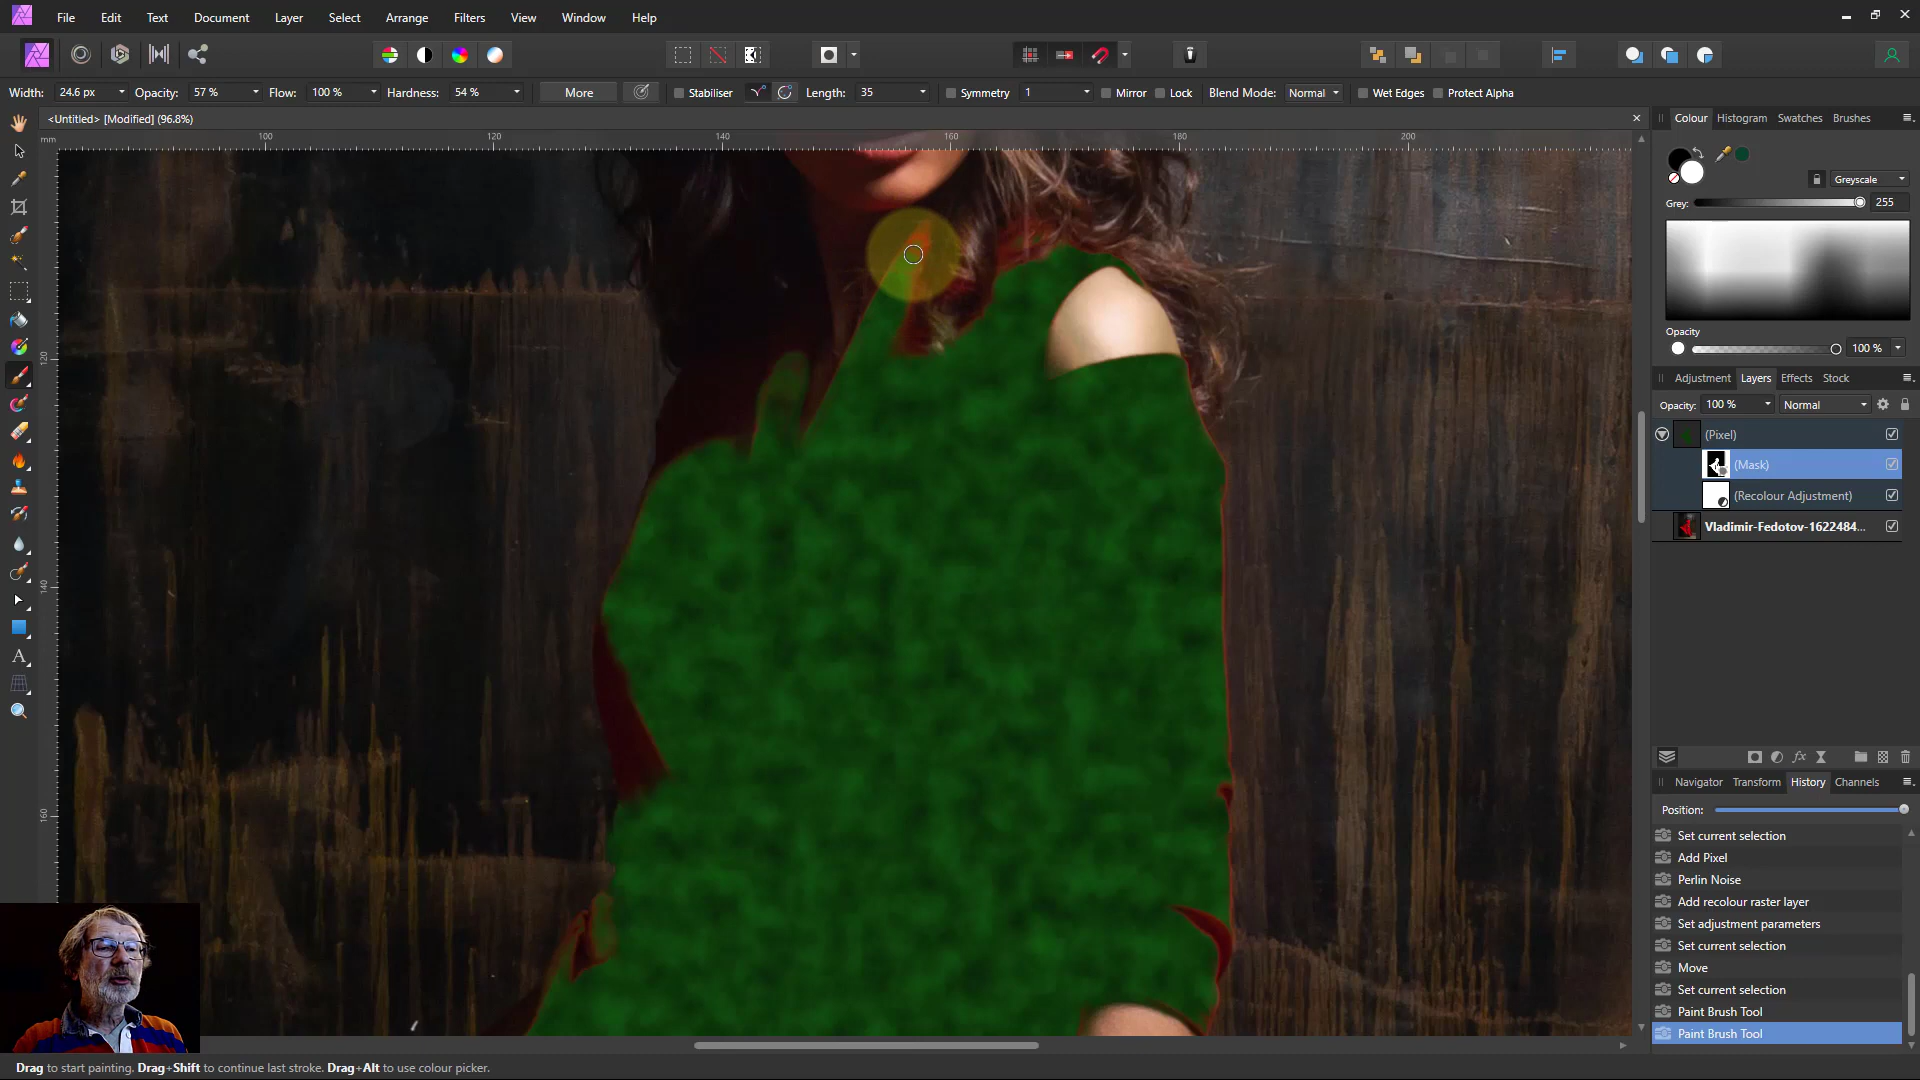 File Edit Text Document Layer Select Arrange Filters View Window Help
Width: 24.6 px Opacity: 57 % Flow: 100 % Hardness: 54 % More Stabiliser Length: 35 Symmetry 1 Mirror Lock Blend Mode: Normal Wet Edges Protect Alpha
<Untitled> [Modified] (96.8%)
mm 100 120 140 160 180 200
120
140
160
Colour Histogram Swatches Brushes
Greyscale
Grey: 255
Opacity
100 %
Adjustment Layers Effects Stock
Opacity: 100 % Normal
(Pixel)
(Mask)
(Recolour Adjustment)
Vladimir-Fedotov-1622484...
fx
Navigator Transform History Channels
Position:
Set current selection
Add Pixel
Perlin Noise
Add recolour raster layer
Set adjustment parameters
Set current selection
Move
Set current selection
Paint Brush Tool
Paint Brush Tool
Drag to start painting. Drag+Shift to continue last stroke. Drag+Alt to use colour picker.